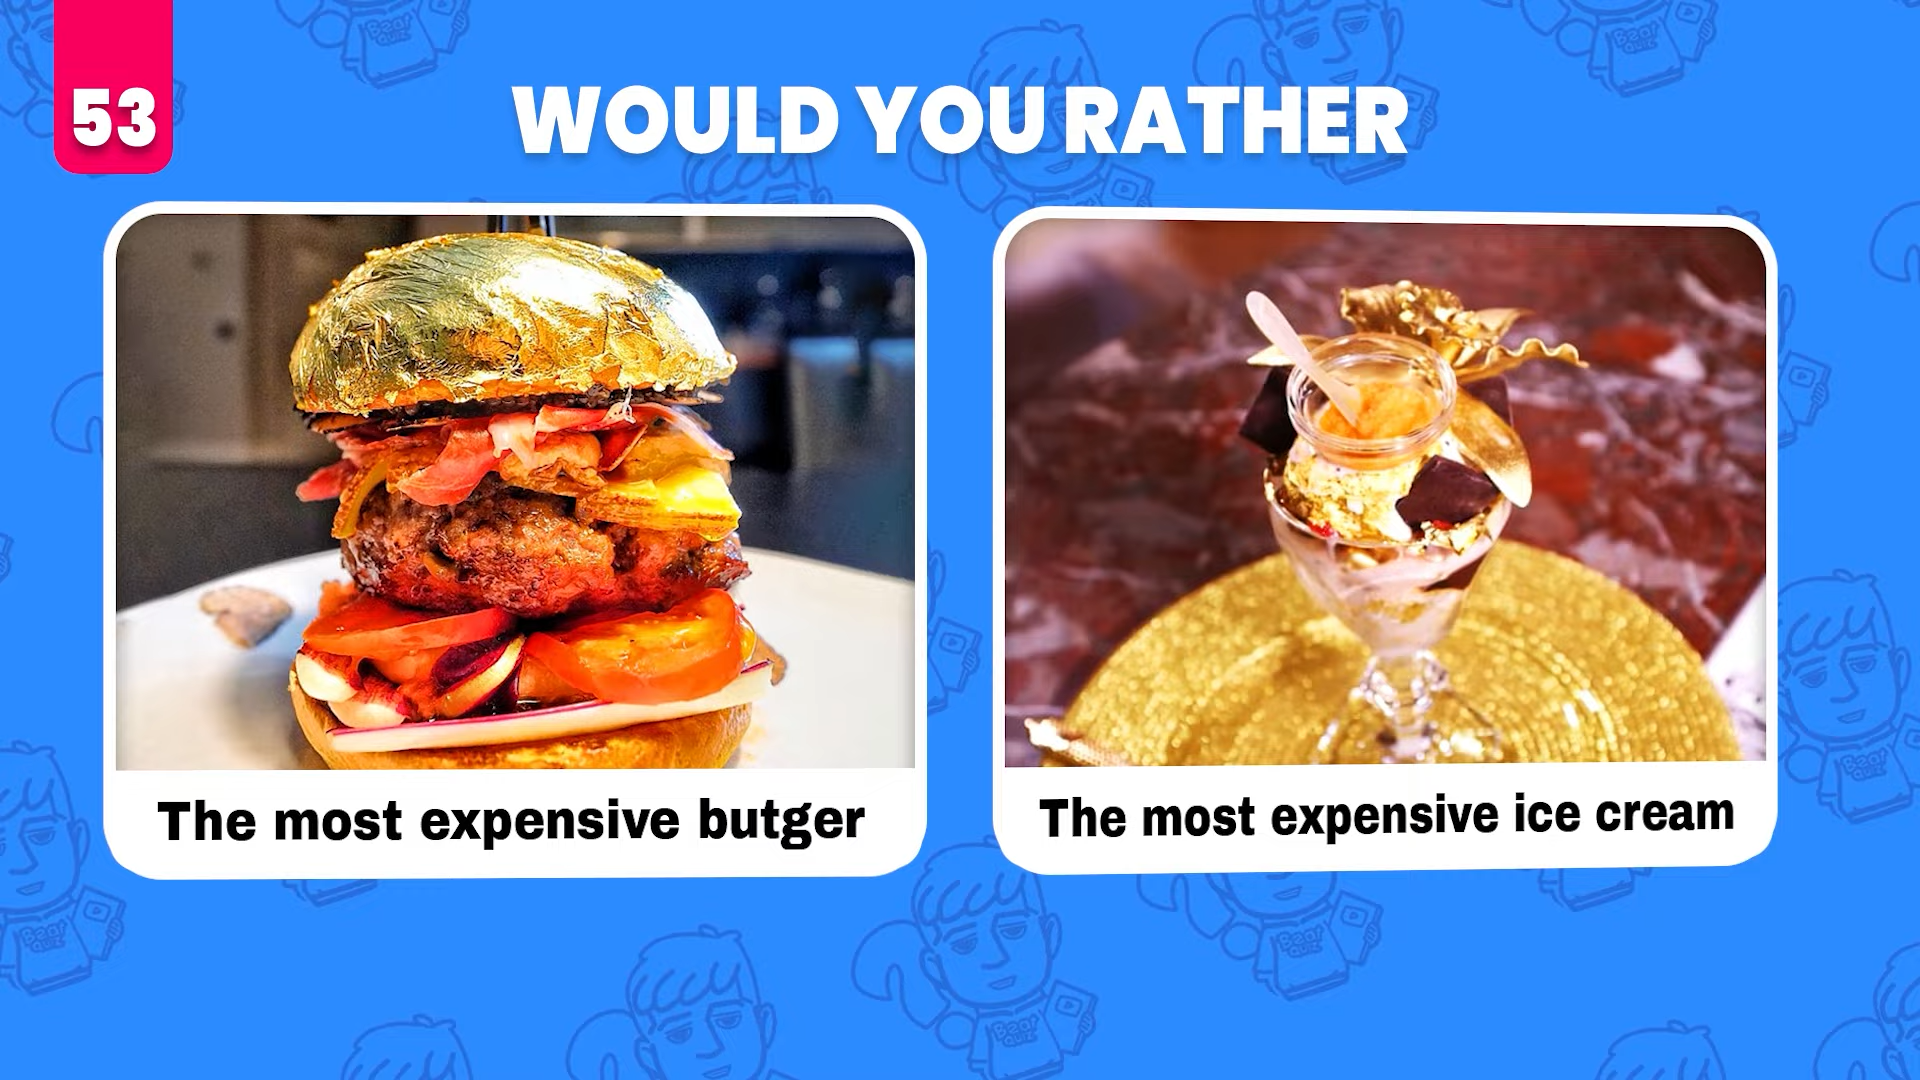 53
WOULD YOU RATHER
The most expensive butger
The most expensive ice cream